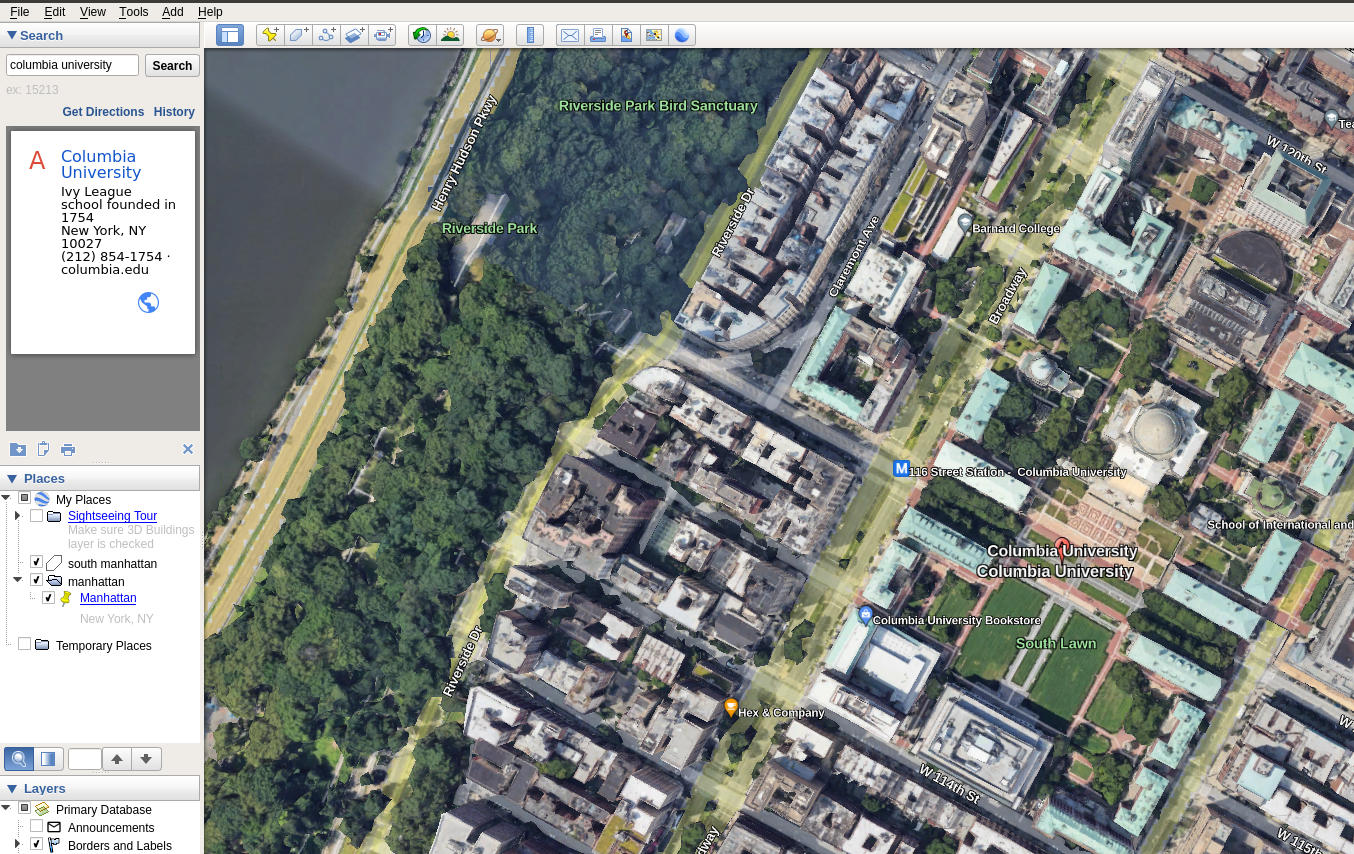 File Edit View Tools Add Help
Search
columbia university
Search
ex: 15213
Get Directions History
A
Columbia
University
Ivy League
school founded in
1754
New York, NY
10027
(212) 854-1754 ·
columbia.edu
Places
My Places
Sightseeing Tour
Make sure 3D Buildings
layer is checked
south manhattan
manhattan
Manhattan
New York, NY
Temporary Places
Layers
Primary Database
Announcements
Borders and Labels
Riverside Park Bird Sanctuary
Henry Hudson Pkwy
Riverside Park
Riverside Dr
Claremont Ave
Barnard College
Broadway
W 120th St
Tea
M
116 Street Station - Columbia University
School of International and
Columbia University
Columbia University
Columbia University Bookstore
South Lawn
Riverside Dr
Hex & Company
W 114th St
W
dway
W 115th